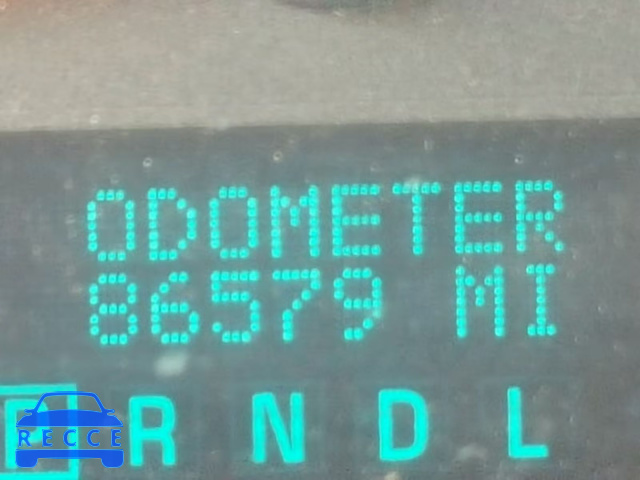 ODOMETER
86579 MI
P R N D L
RECCE